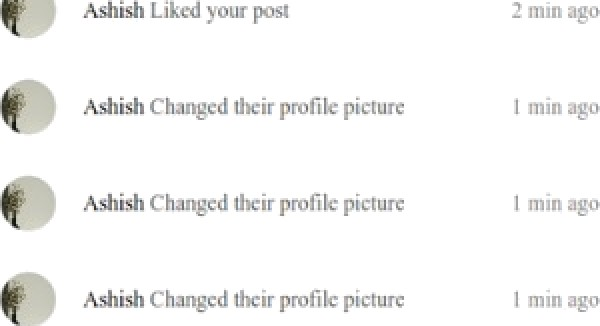 Ashish Liked your post 2 min ago
Ashish Changed their profile picture 1 min ago
Ashish Changed their profile picture 1 min ago
Ashish Changed their profile picture 1 min ago